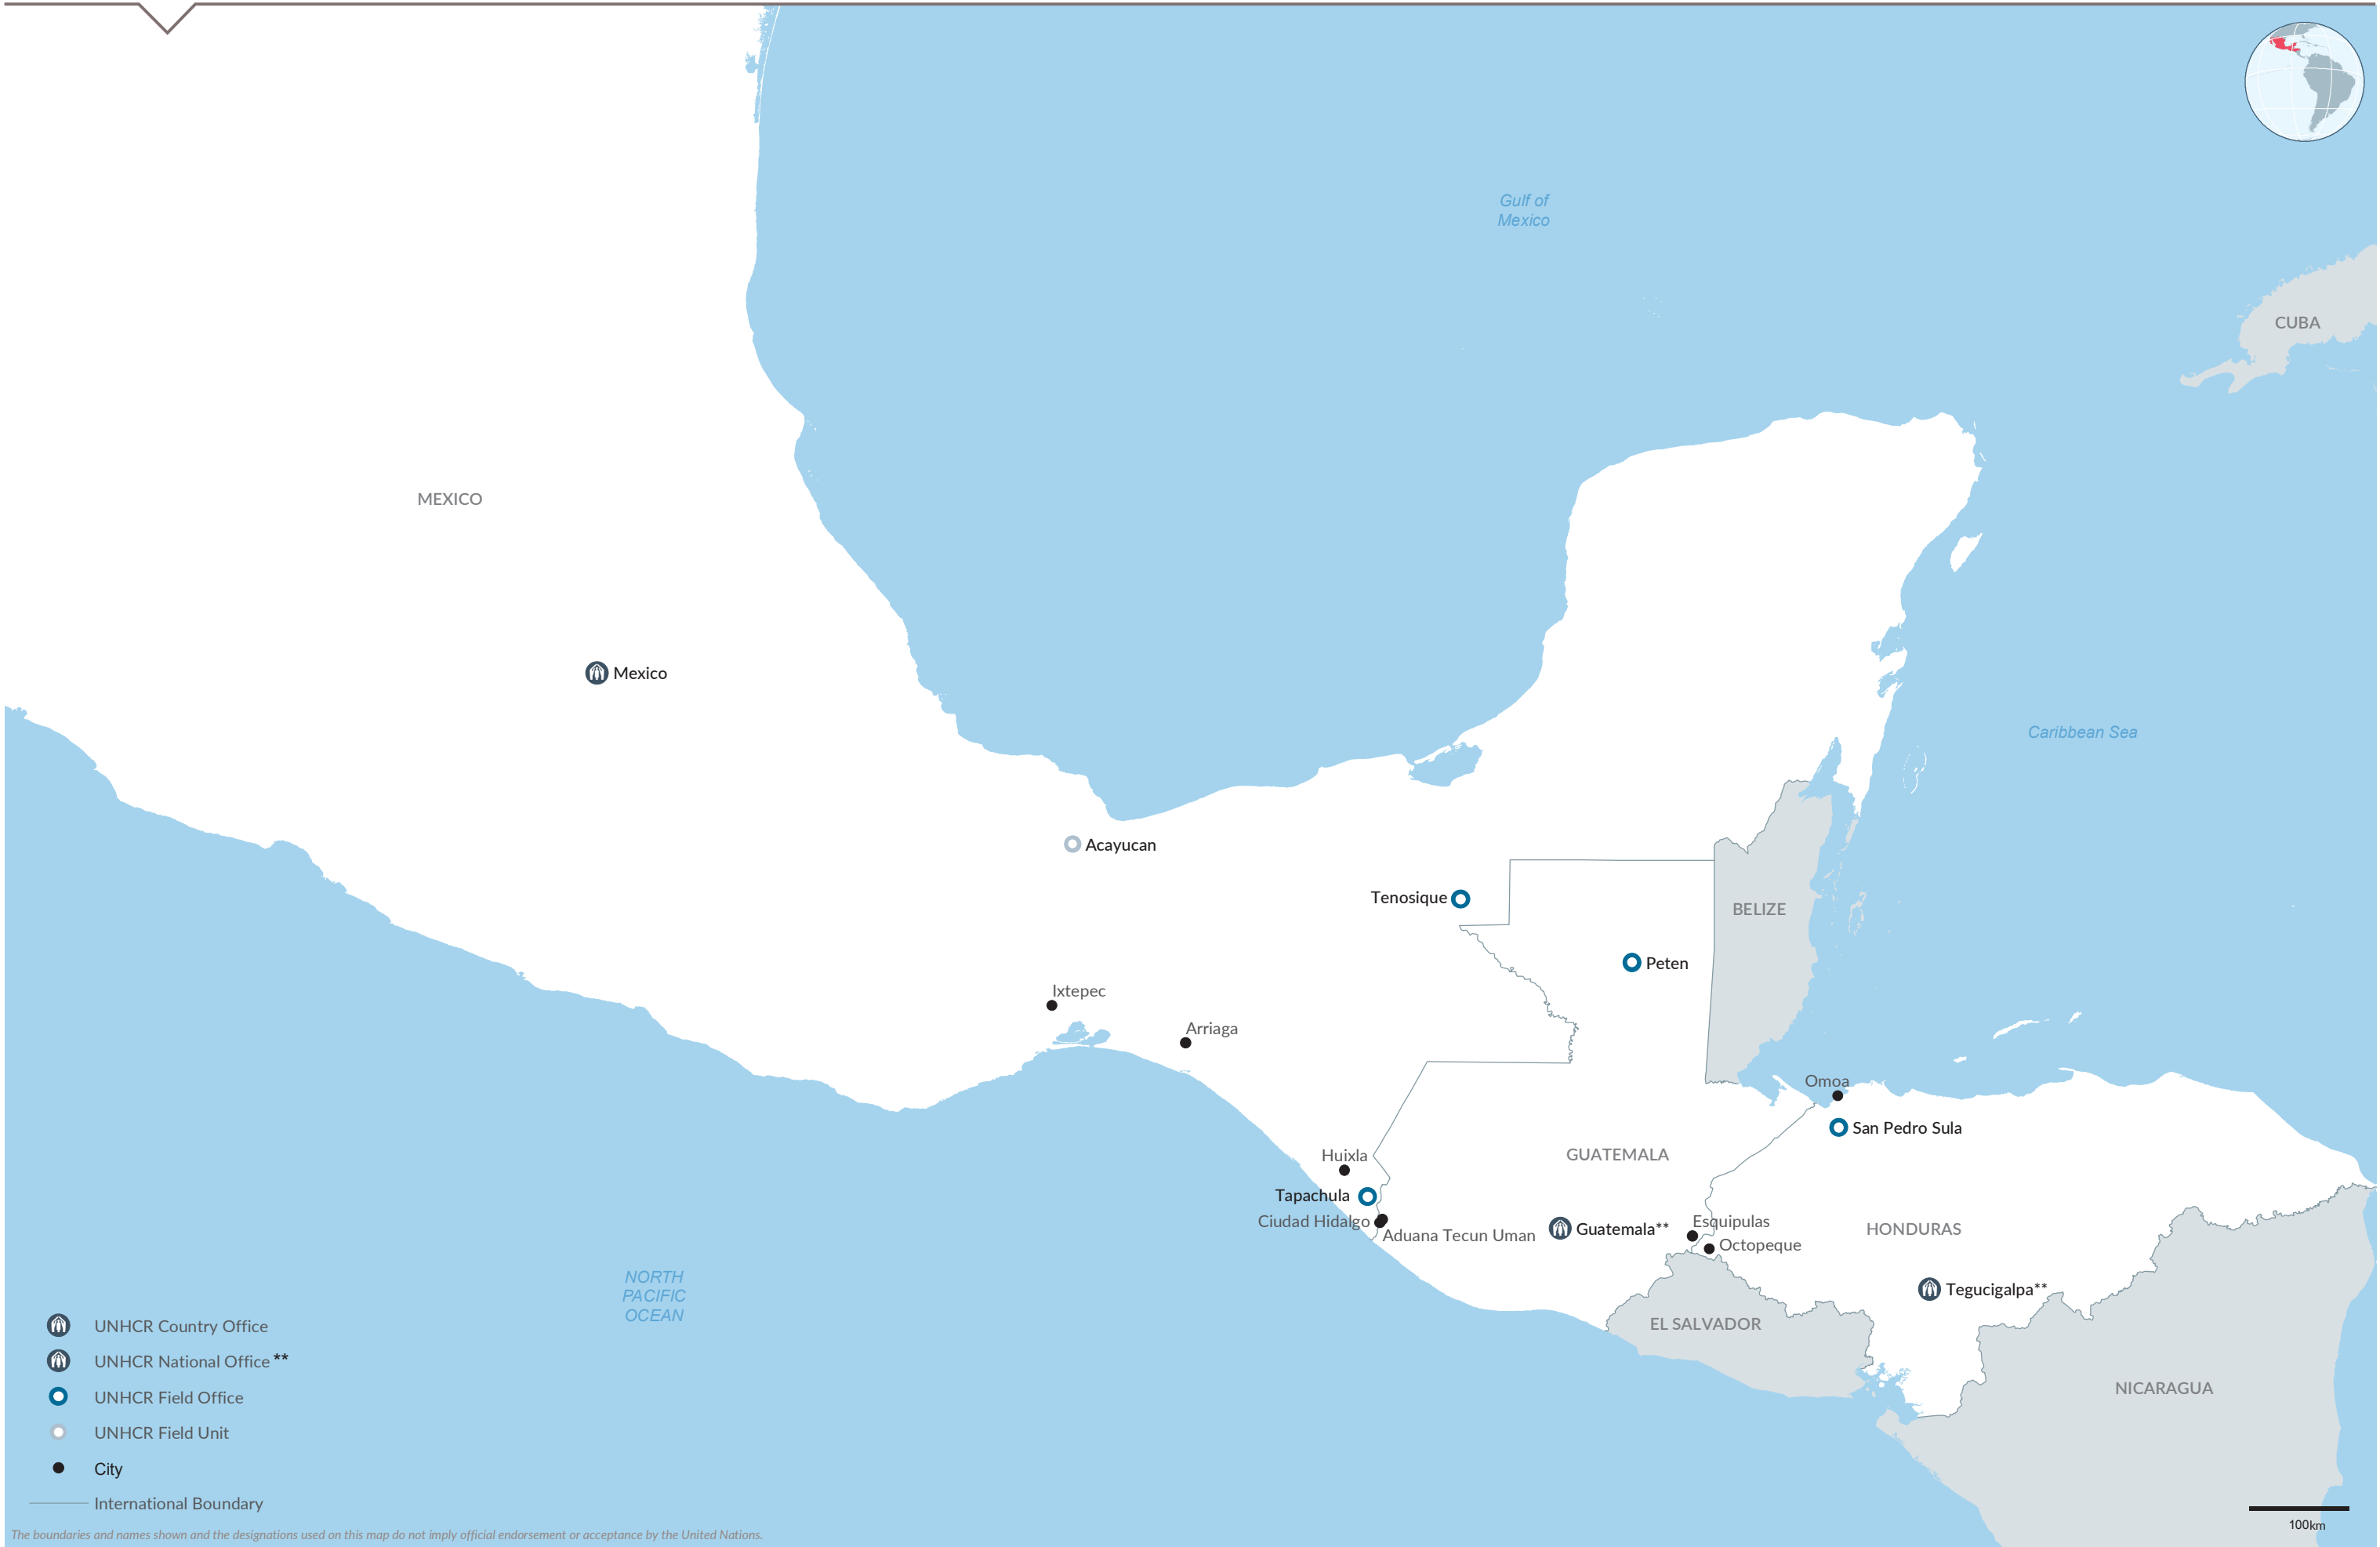 Gulf of
Mexico
CUBA
MEXICO
Mexico
Caribbean Sea
Acayucan
Tenosique
BELIZE
Peten
Ixtepec
Arriaga
Omoa
San Pedro Sula
Huixla
GUATEMALA
Tapachula
Ciudad Hidalgo
Aduana Tecun Uman
Guatemala**
Esquipulas
Octopeque
HONDURAS
Tegucigalpa**
NORTH
PACIFIC
OCEAN
EL SALVADOR
NICARAGUA
UNHCR Country Office
UNHCR National Office **
UNHCR Field Office
UNHCR Field Unit
City
International Boundary
100km
The boundaries and names shown and the designations used on this map do not imply official endorsement or acceptance by the United Nations.